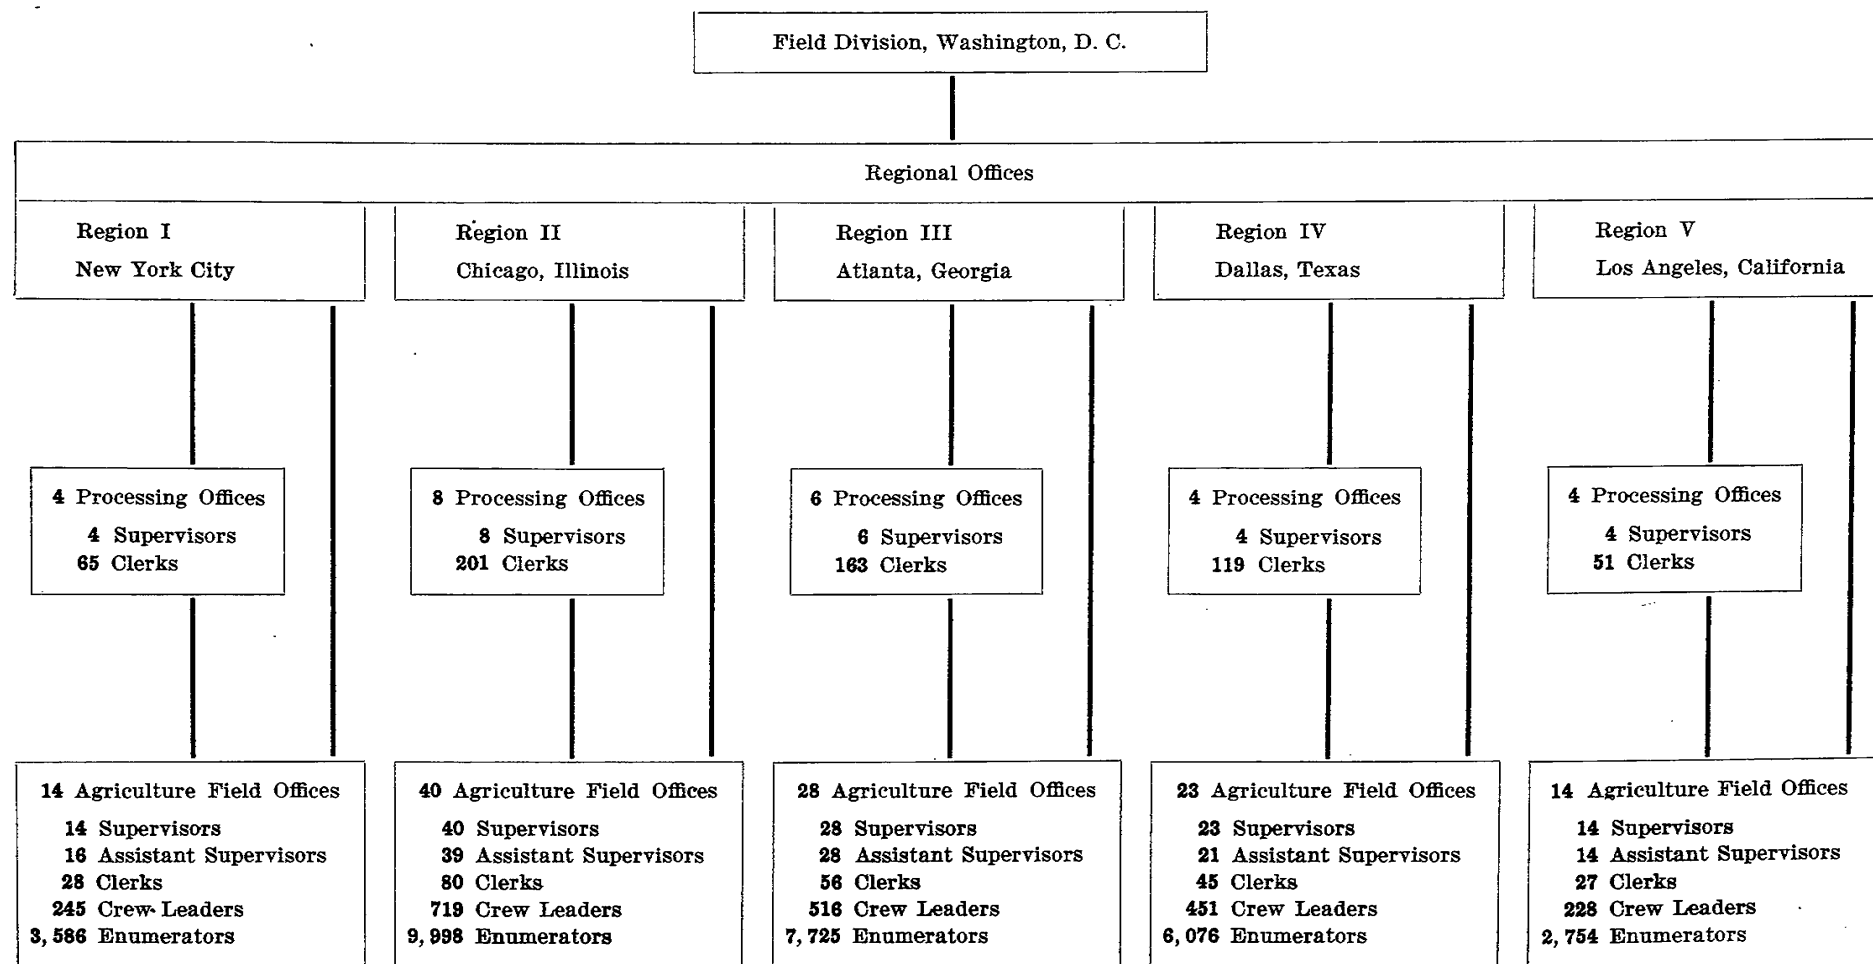 Field Division, Washington, D. C.
Regional Offices
Region I
New York City
Region II
Chicago, Illinois
Region III
Atlanta, Georgia
Region IV
Dallas, Texas
Region V
Los Angeles, California
4 Processing Offices
4 Supervisors
65 Clerks
8 Processing Offices
8 Supervisors
201 Clerks
6 Processing Offices
6 Supervisors
163 Clerks
4 Processing Offices
4 Supervisors
119 Clerks
4 Processing Offices
4 Supervisors
51 Clerks
14 Agriculture Field Offices
14 Supervisors
16 Assistant Supervisors
28 Clerks
245 Crew Leaders
3,586 Enumerators
40 Agriculture Field Offices
40 Supervisors
39 Assistant Supervisors
80 Clerks
719 Crew Leaders
9,998 Enumerators
28 Agriculture Field Offices
28 Supervisors
28 Assistant Supervisors
56 Clerks
516 Crew Leaders
7,725 Enumerators
23 Agriculture Field Offices
23 Supervisors
21 Assistant Supervisors
45 Clerks
451 Crew Leaders
6,076 Enumerators
14 Agriculture Field Offices
14 Supervisors
14 Assistant Supervisors
27 Clerks
228 Crew Leaders
2,754 Enumerators